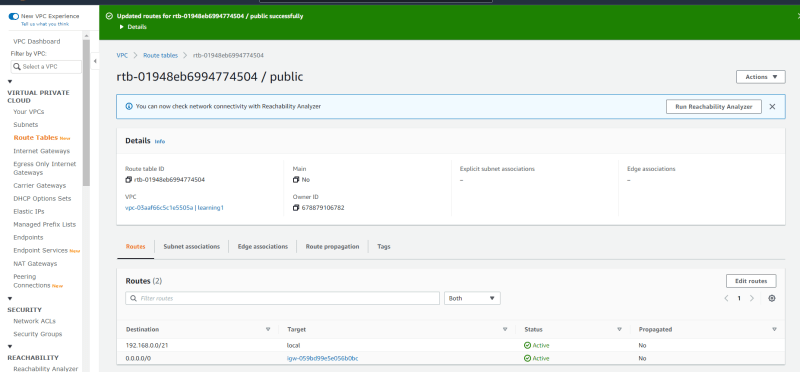 New VPC Experience
Tell us what you think
VPC Dashboard
Filter by VPC:
Select a VPC
VIRTUAL PRIVATE
CLOUD
Your VPCs
Subnets
Route Tables New
Internet Gateways
Egress Only Internet
Gateways
Carrier Gateways
DHCP Options Sets
Elastic IPs
Managed Prefix Lists
Endpoints
Endpoint Services New
NAT Gateways
Peering
Connections New
SECURITY
Network ACLs
Security Groups
REACHABILITY
Reachability Analyzer
Updated routes for rtb-01948eb6994774504 / public successfully
Details
VPC > Route tables > rtb-01948eb6994774504
rtb-01948eb6994774504 / public
Actions
You can now check network connectivity with Reachability Analyzer
Run Reachability Analyzer
Details Info
Route table ID
rtb-01948eb6994774504
Main
No
Explicit subnet associations
–
Edge associations
–
VPC
vpc-03aaf66c5c1e5505a | learning1
Owner ID
678879106782
Routes Subnet associations Edge associations Route propagation Tags
Routes (2)
Edit routes
Filter routes
Both
1
Destination Target Status Propagated
192.168.0.0/21 local Active No
0.0.0.0/0 igw-059bd99e5e056b0bc Active No